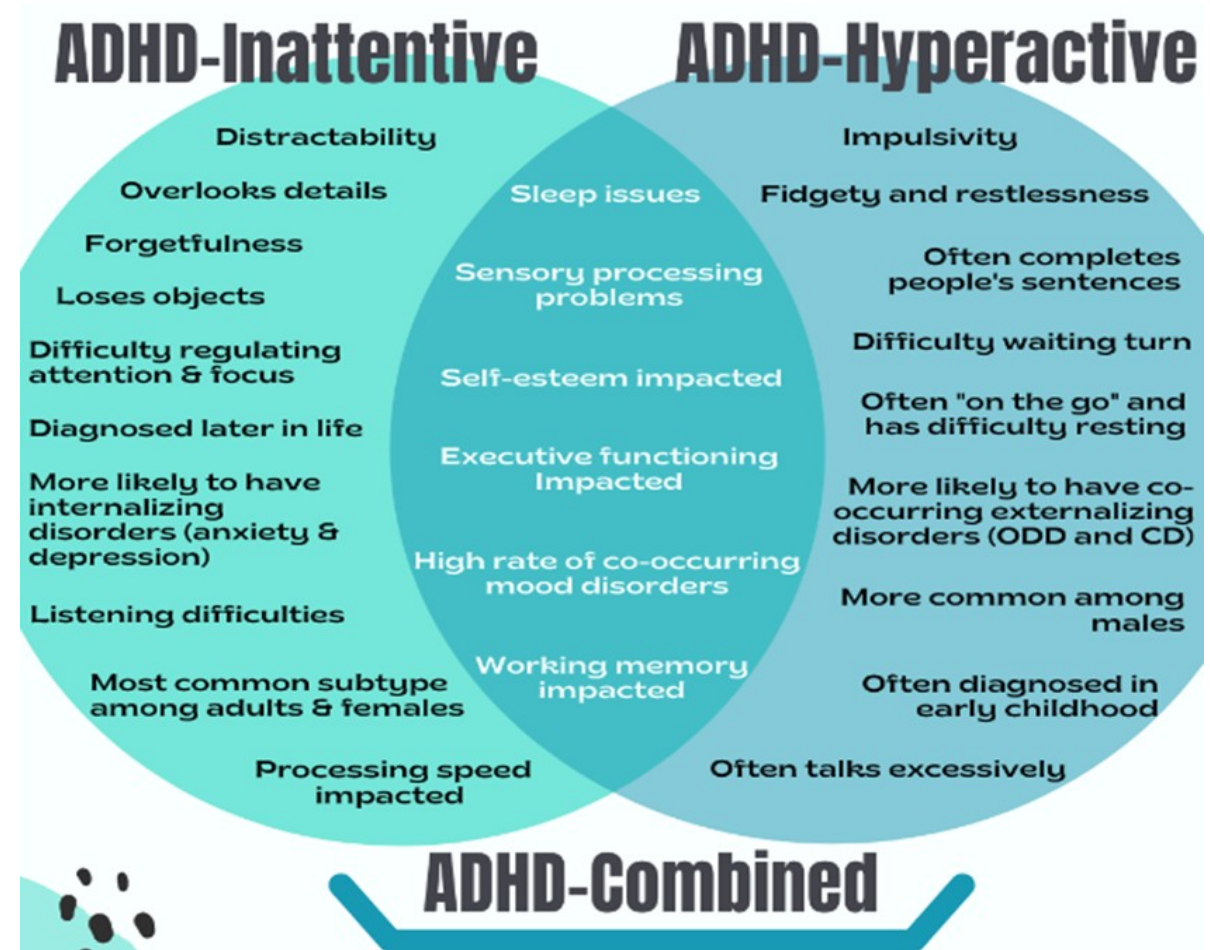 ADHD-Inattentive
Distractability
Overlooks details
Forgetfulness
Loses objects
Difficulty regulating
attention & focus
Diagnosed later in life
More likely to have
internalizing
disorders (anxiety &
depression)
Listening difficulties
Most common subtype
among adults & females
Processing speed
impacted
Sleep issues
Sensory processing
problems
Self-esteem impacted
Executive functioning
Impacted
High rate of co-occurring
mood disorders
Working memory
impacted
ADHD-Hyperactive
Impulsivity
Fidgety and restlessness
Often completes
people's sentences
Difficulty waiting turn
Often "on the go" and
has difficulty resting
More likely to have co-
occurring externalizing
disorders (ODD and CD)
More common among
males
Often diagnosed in
early childhood
Often talks excessively
ADHD-Combined